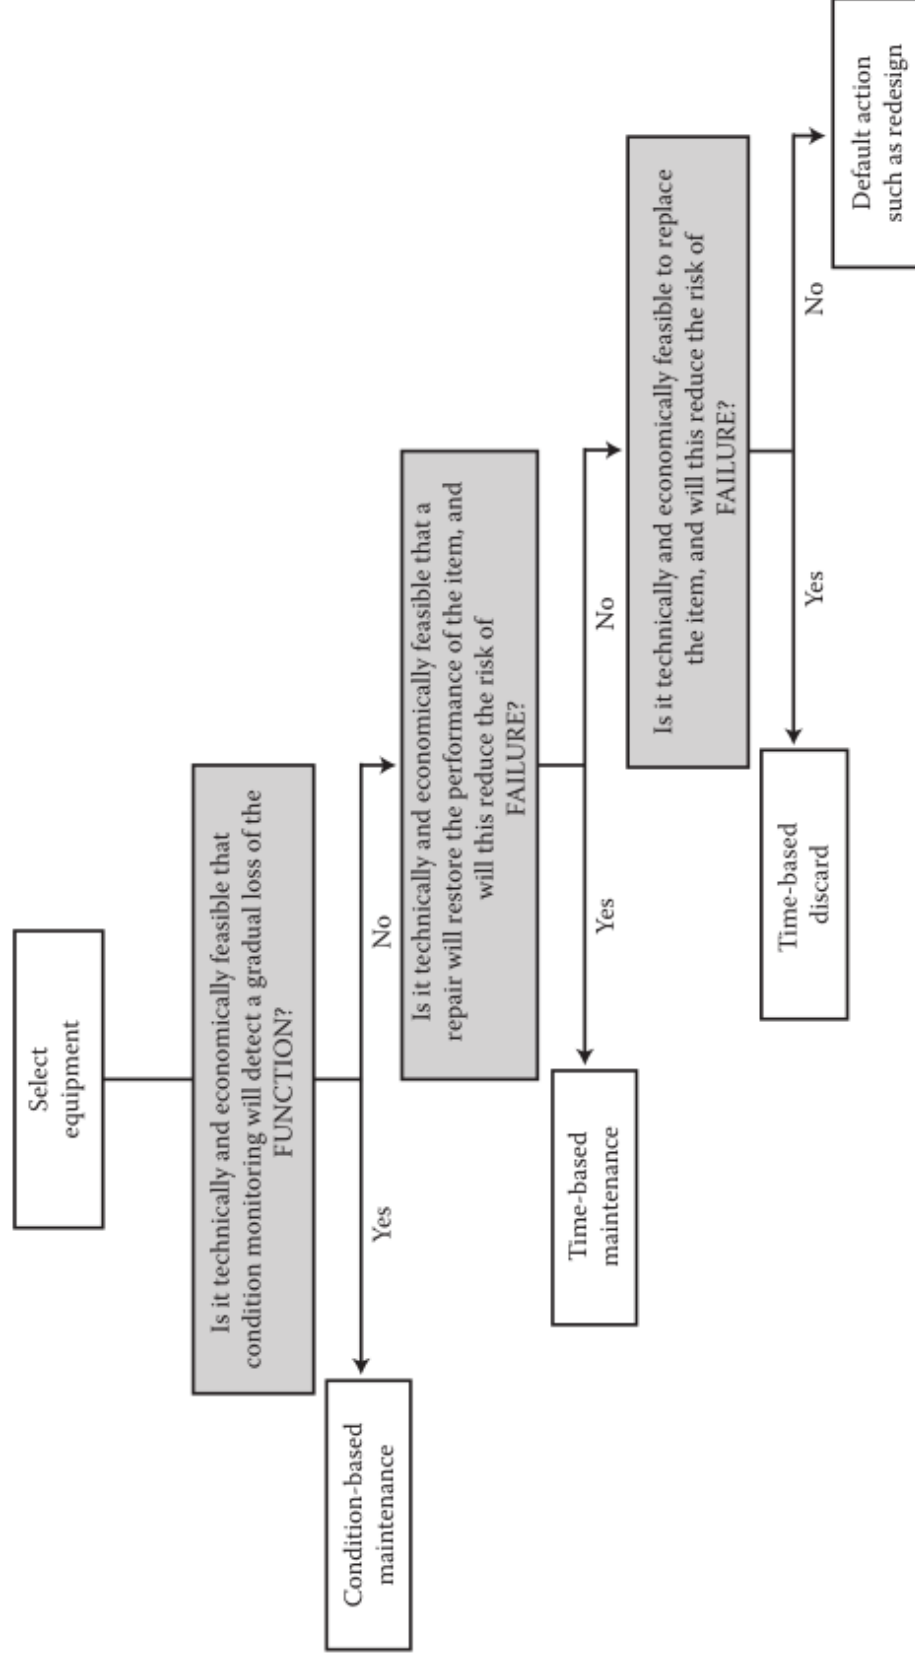 Select
equipment
Is it technically and economically feasible that
condition monitoring will detect a gradual loss of the
FUNCTION?
Yes
No
Condition-based
maintenance
Is it technically and economically feasible that a
repair will restore the performance of the item, and
will this reduce the risk of
FAILURE?
Yes
No
Time-based
maintenance
Is it technically and economically feasible to replace
the item, and will this reduce the risk of
FAILURE?
Yes
No
Time-based
discard
Default action
such as redesign